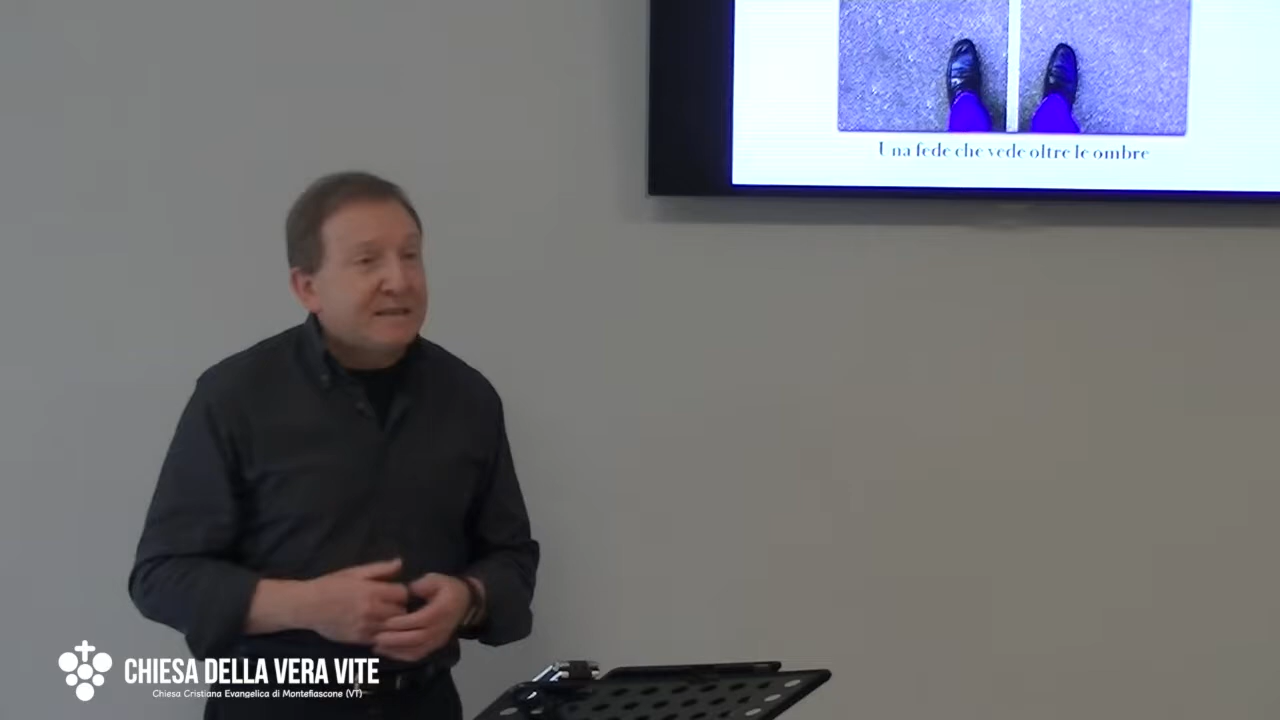 Una fede che vede oltre le ombre
CHIESA DELLA VERA VITE
Chiesa Cristiana Evangelica di Montefiascone (VT)